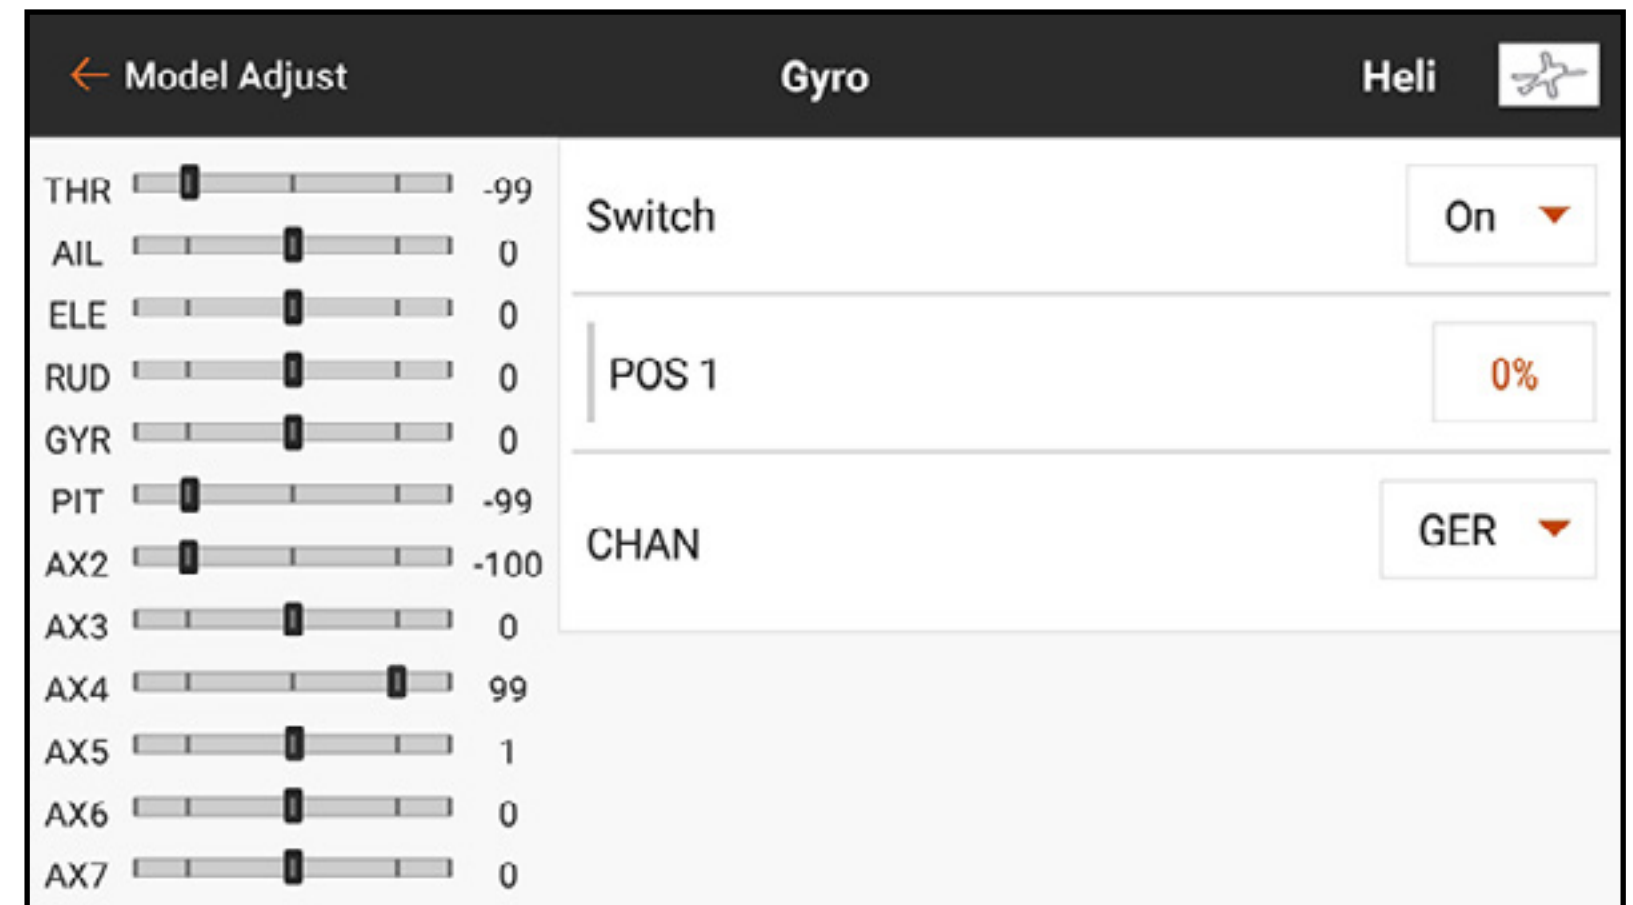 Model Adjust Gyro Heli
THR -99
AIL 0
ELE 0
RUD 0
GYR 0
PIT -99
AX2 -100
AX3 0
AX4 99
AX5 1
AX6 0
AX7 0
Switch On
POS 1 0%
CHAN GER